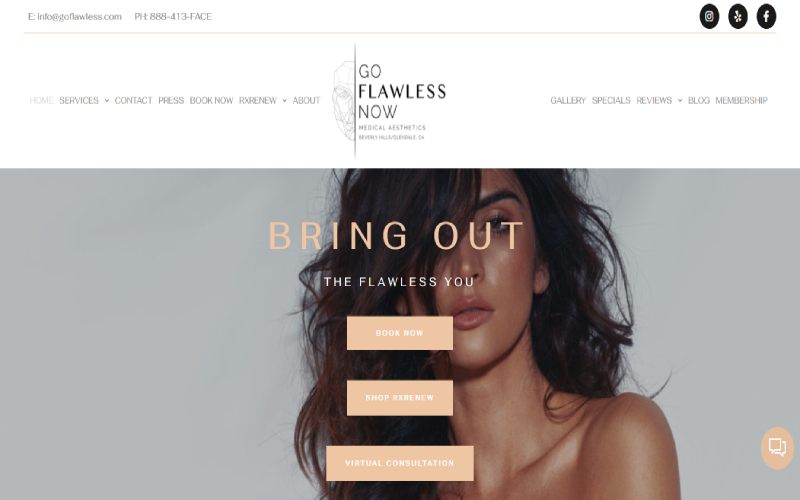 E: info@goflawless.com PH: 888-413-FACE
HOME SERVICES CONTACT PRESS BOOK NOW RXRENEW ABOUT
GO
FLAWLESS
NOW
MEDICAL AESTHETICS
BEVERLY HILLS/GLENDALE, CA
GALLERY SPECIALS REVIEWS BLOG MEMBERSHIP
BRING OUT
THE FLAWLESS YOU
BOOK NOW
SHOP RXRENEW
VIRTUAL CONSULTATION